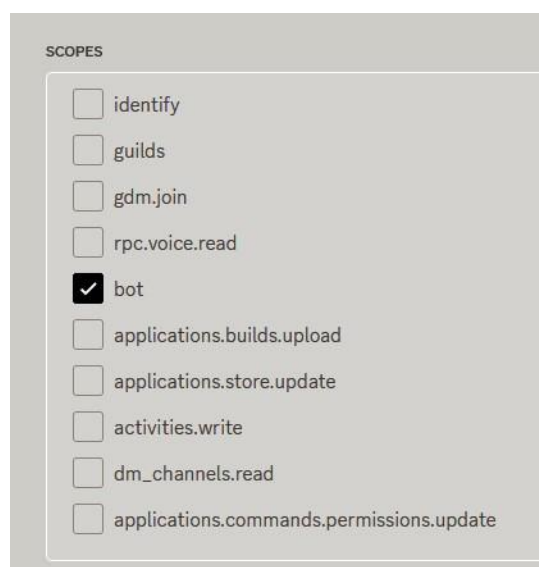 SCOPES
identify
guilds
gdm.join
rpc.voice.read
bot
applications.builds.upload
applications.store.update
activities.write
dm_channels.read
applications.commands.permissions.update